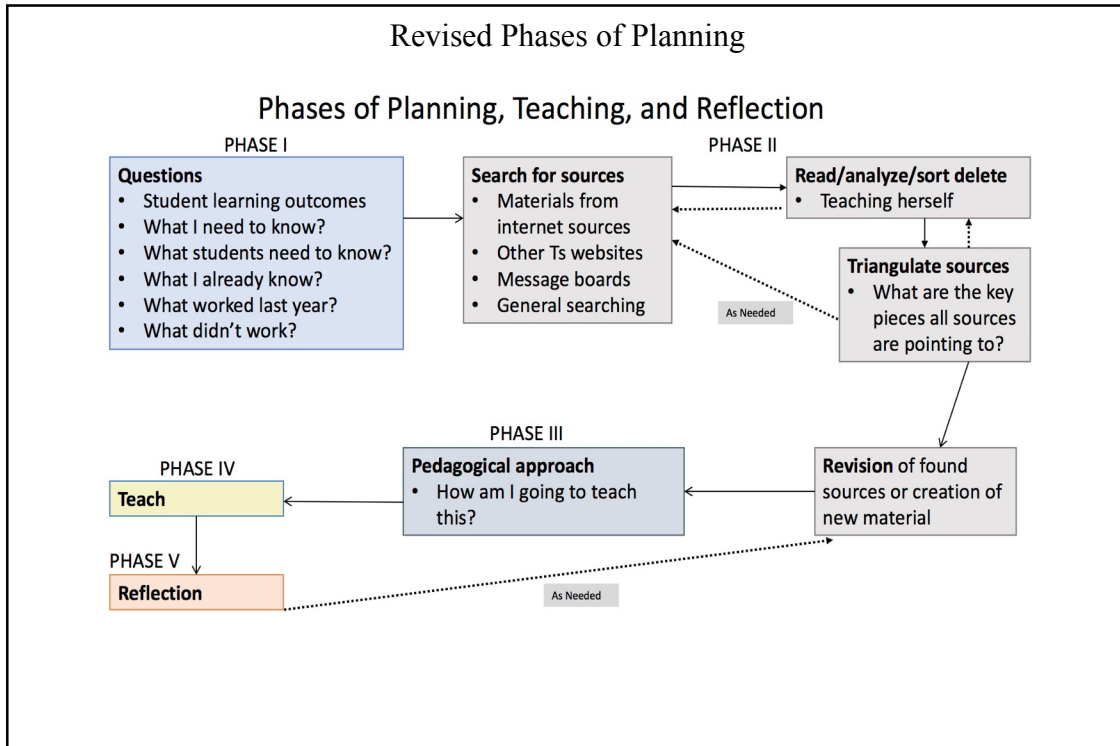 Revised Phases of Planning
Phases of Planning, Teaching, and Reflection
PHASE I
Questions
• Student learning outcomes
• What I need to know?
• What students need to know?
• What I already know?
• What worked last year?
• What didn't work?
Search for sources
• Materials from
internet sources
• Other Ts websites
• Message boards
• General searching
PHASE II
Read/analyze/sort delete
• Teaching herself
Triangulate sources
• What are the key
pieces all sources
are pointing to?
As Needed
Revision of found
sources or creation of
new material
PHASE III
Pedagogical approach
• How am I going to teach
this?
PHASE IV
Teach
PHASE V
Reflection
As Needed